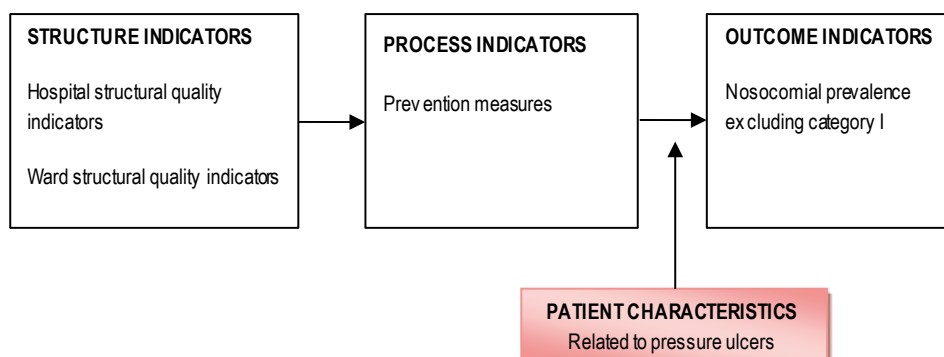 STRUCTURE INDICATORS
Hospital structural quality
indicators
Ward structural quality indicators
PROCESS INDICATORS
Prevention measures
OUTCOME INDICATORS
Nosocomial prevalence
excluding category I
PATIENT CHARACTERISTICS
Related to pressure ulcers